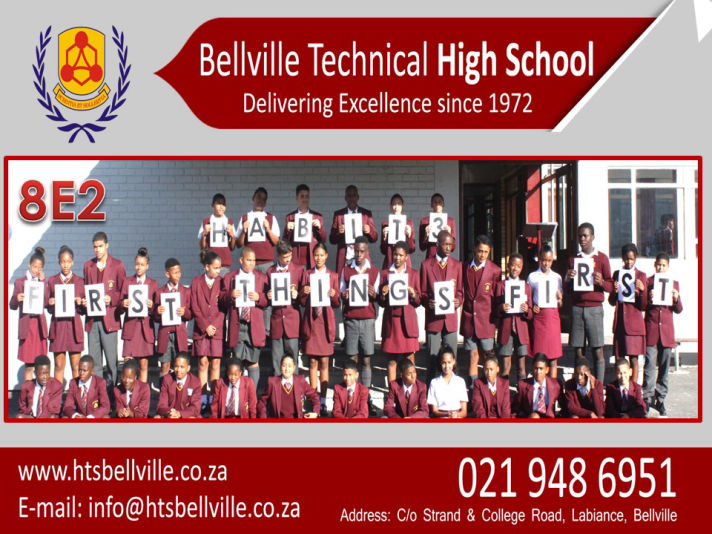 Bellville Technical High School
Delivering Excellence since 1972
8E2
HABIT 3
FIRST THINGS FIRST
www.htsbellville.co.za
021 948 6951
E-mail: info@htsbellville.co.za
Address: C/o Strand & College Road, Labiance, Bellville